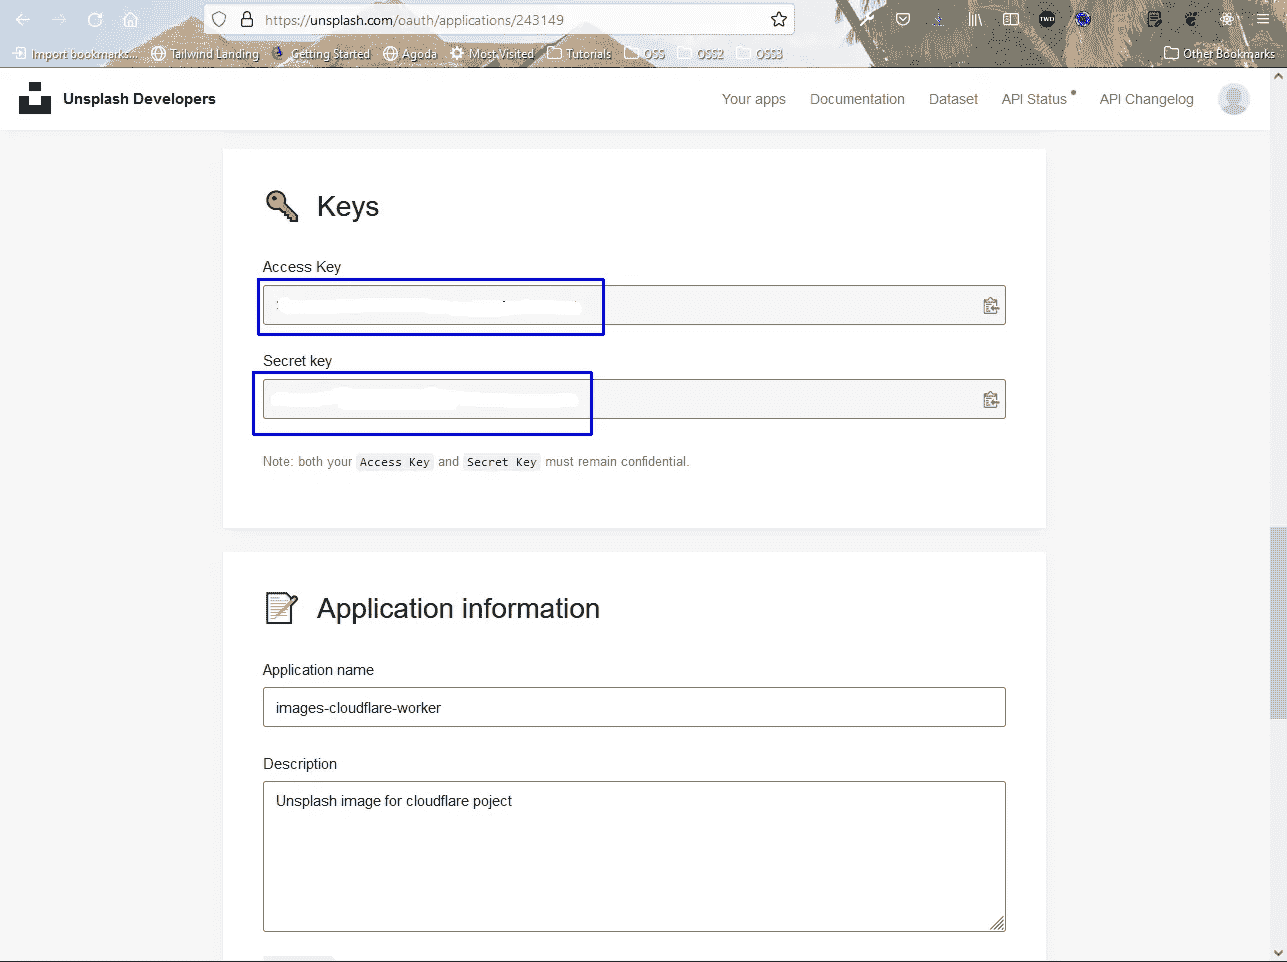 https://unsplash.com/oauth/applications/243149
TWD
Import bookmarks... Tailwind Landing Getting Started Agoda Most Visited Tutorials OSS OSS2 OSS3 Other Bookmarks
Unsplash Developers Your apps Documentation Dataset API Status API Changelog
Keys
Access Key
Secret key
Note: both your Access Key and Secret Key must remain confidential.
Application information
Application name
images-cloudflare-worker
Description
Unsplash image for cloudflare poject